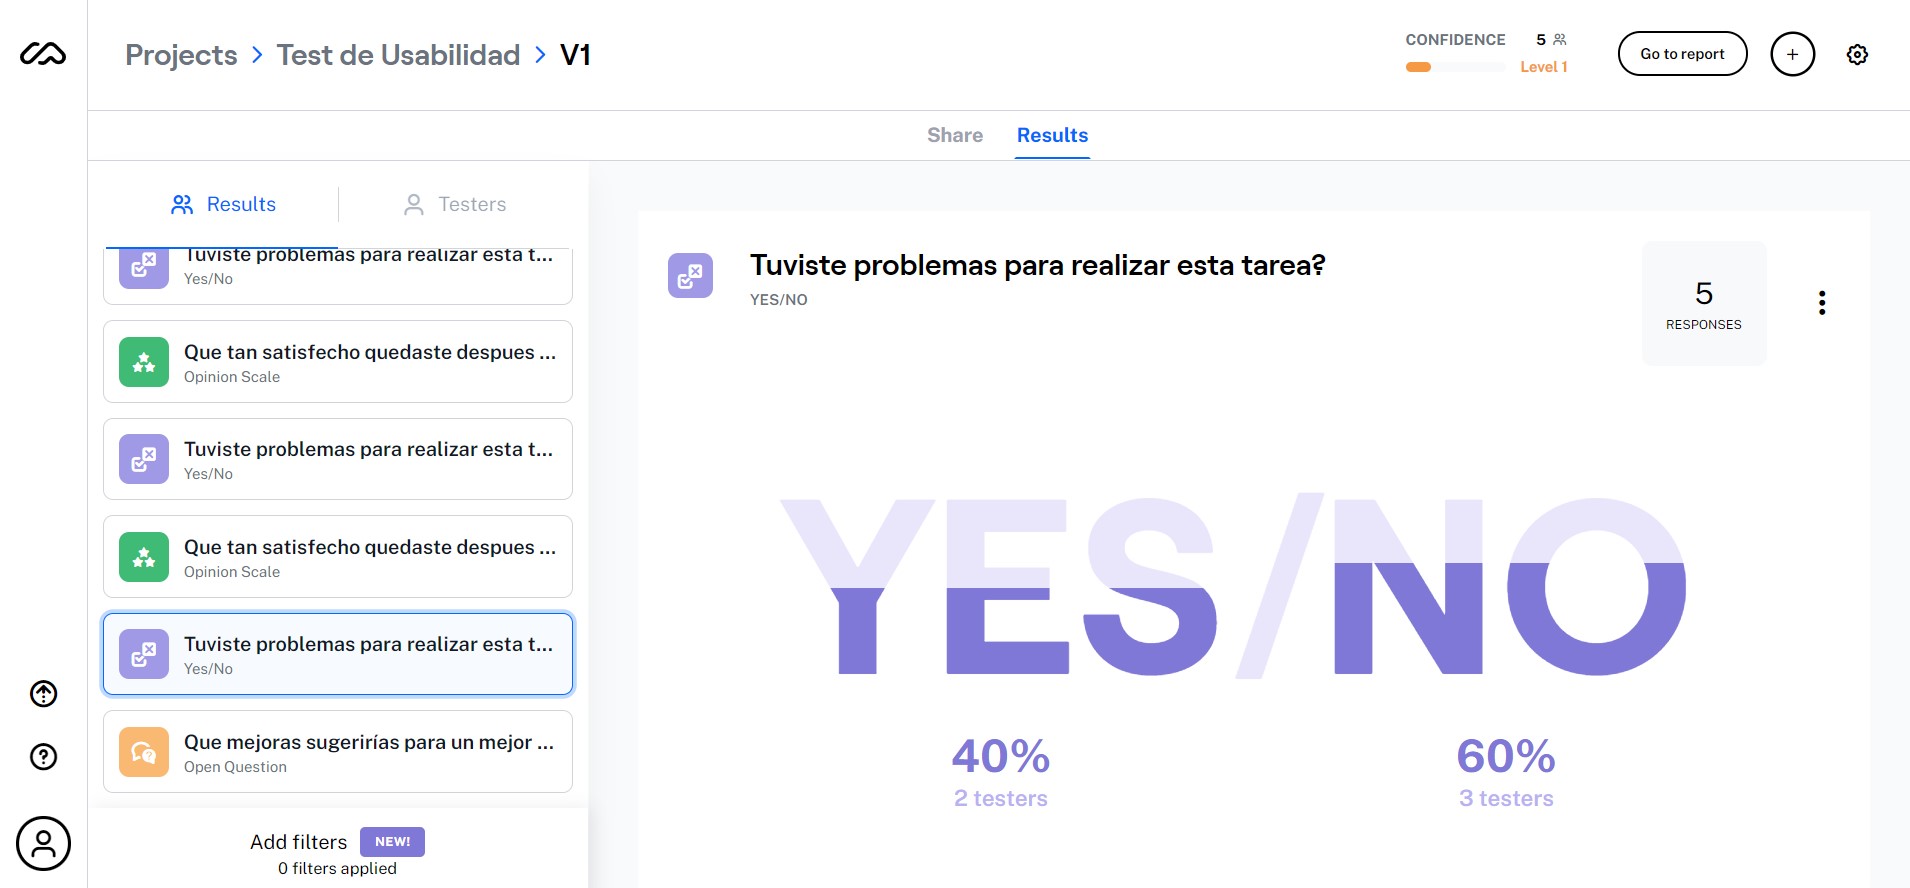 Projects > Test de Usabilidad > V1
CONFIDENCE 5
Level 1
Go to report
Share Results
Results Testers
Tuviste problemas para realizar esta t...
Yes/No
Que tan satisfecho quedaste despues ...
Opinion Scale
Tuviste problemas para realizar esta t...
Yes/No
Que tan satisfecho quedaste despues ...
Opinion Scale
Tuviste problemas para realizar esta t...
Yes/No
Que mejoras sugerirías para un mejor ...
Open Question
Add filters NEW!
0 filters applied
Tuviste problemas para realizar esta tarea?
YES/NO
5
RESPONSES
YES/NO
40% 60%
2 testers 3 testers